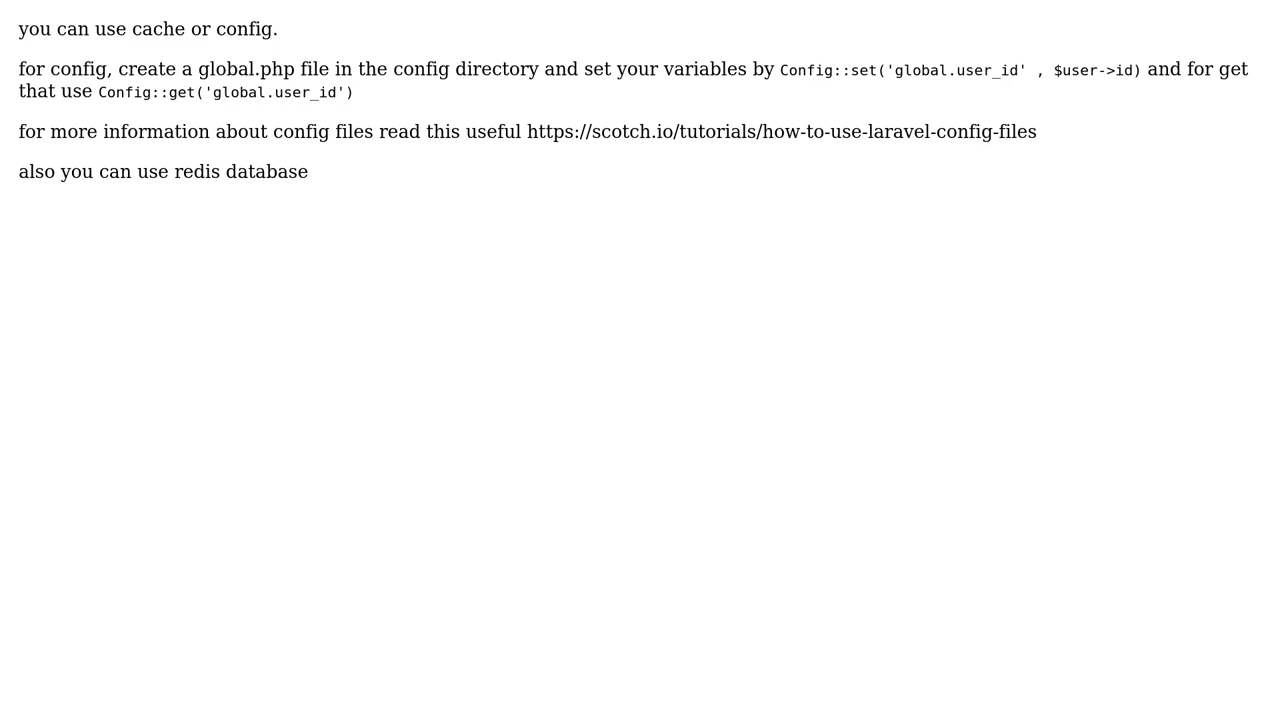 you can use cache or config.
for config, create a global.php file in the config directory and set your variables by Config::set('global.user_id' , $user->id) and for get
that use Config::get('global.user_id')
for more information about config files read this useful https://scotch.io/tutorials/how-to-use-laravel-config-files
also you can use redis database